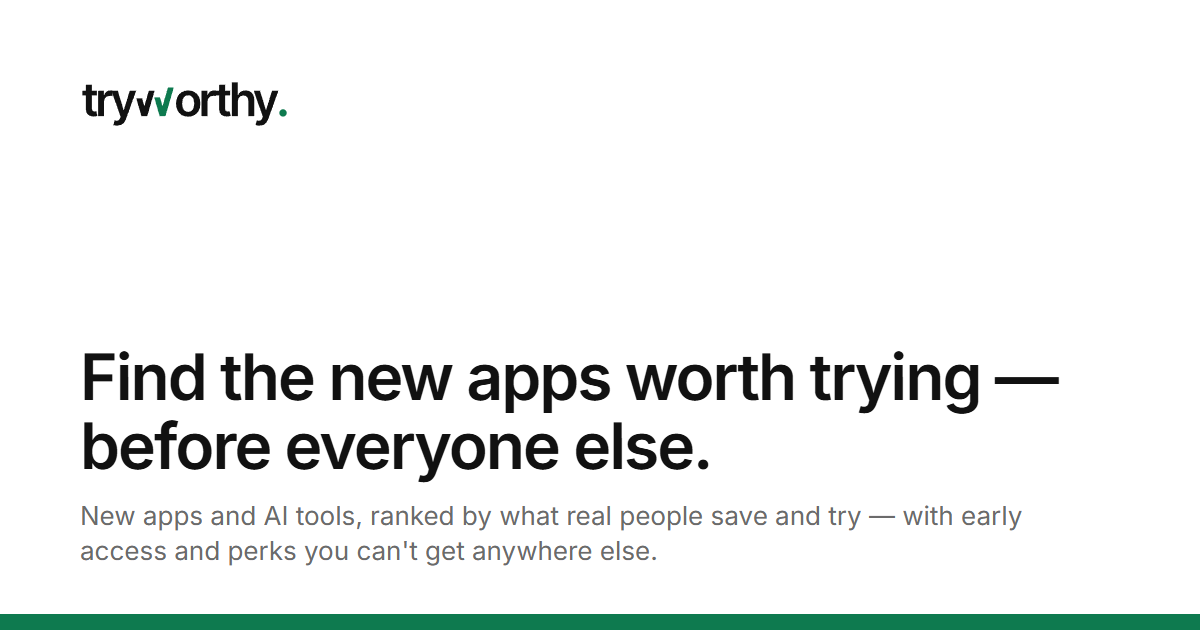 tryworthy.
Find the new apps worth trying —
before everyone else.
New apps and AI tools, ranked by what real people save and try — with early
access and perks you can't get anywhere else.